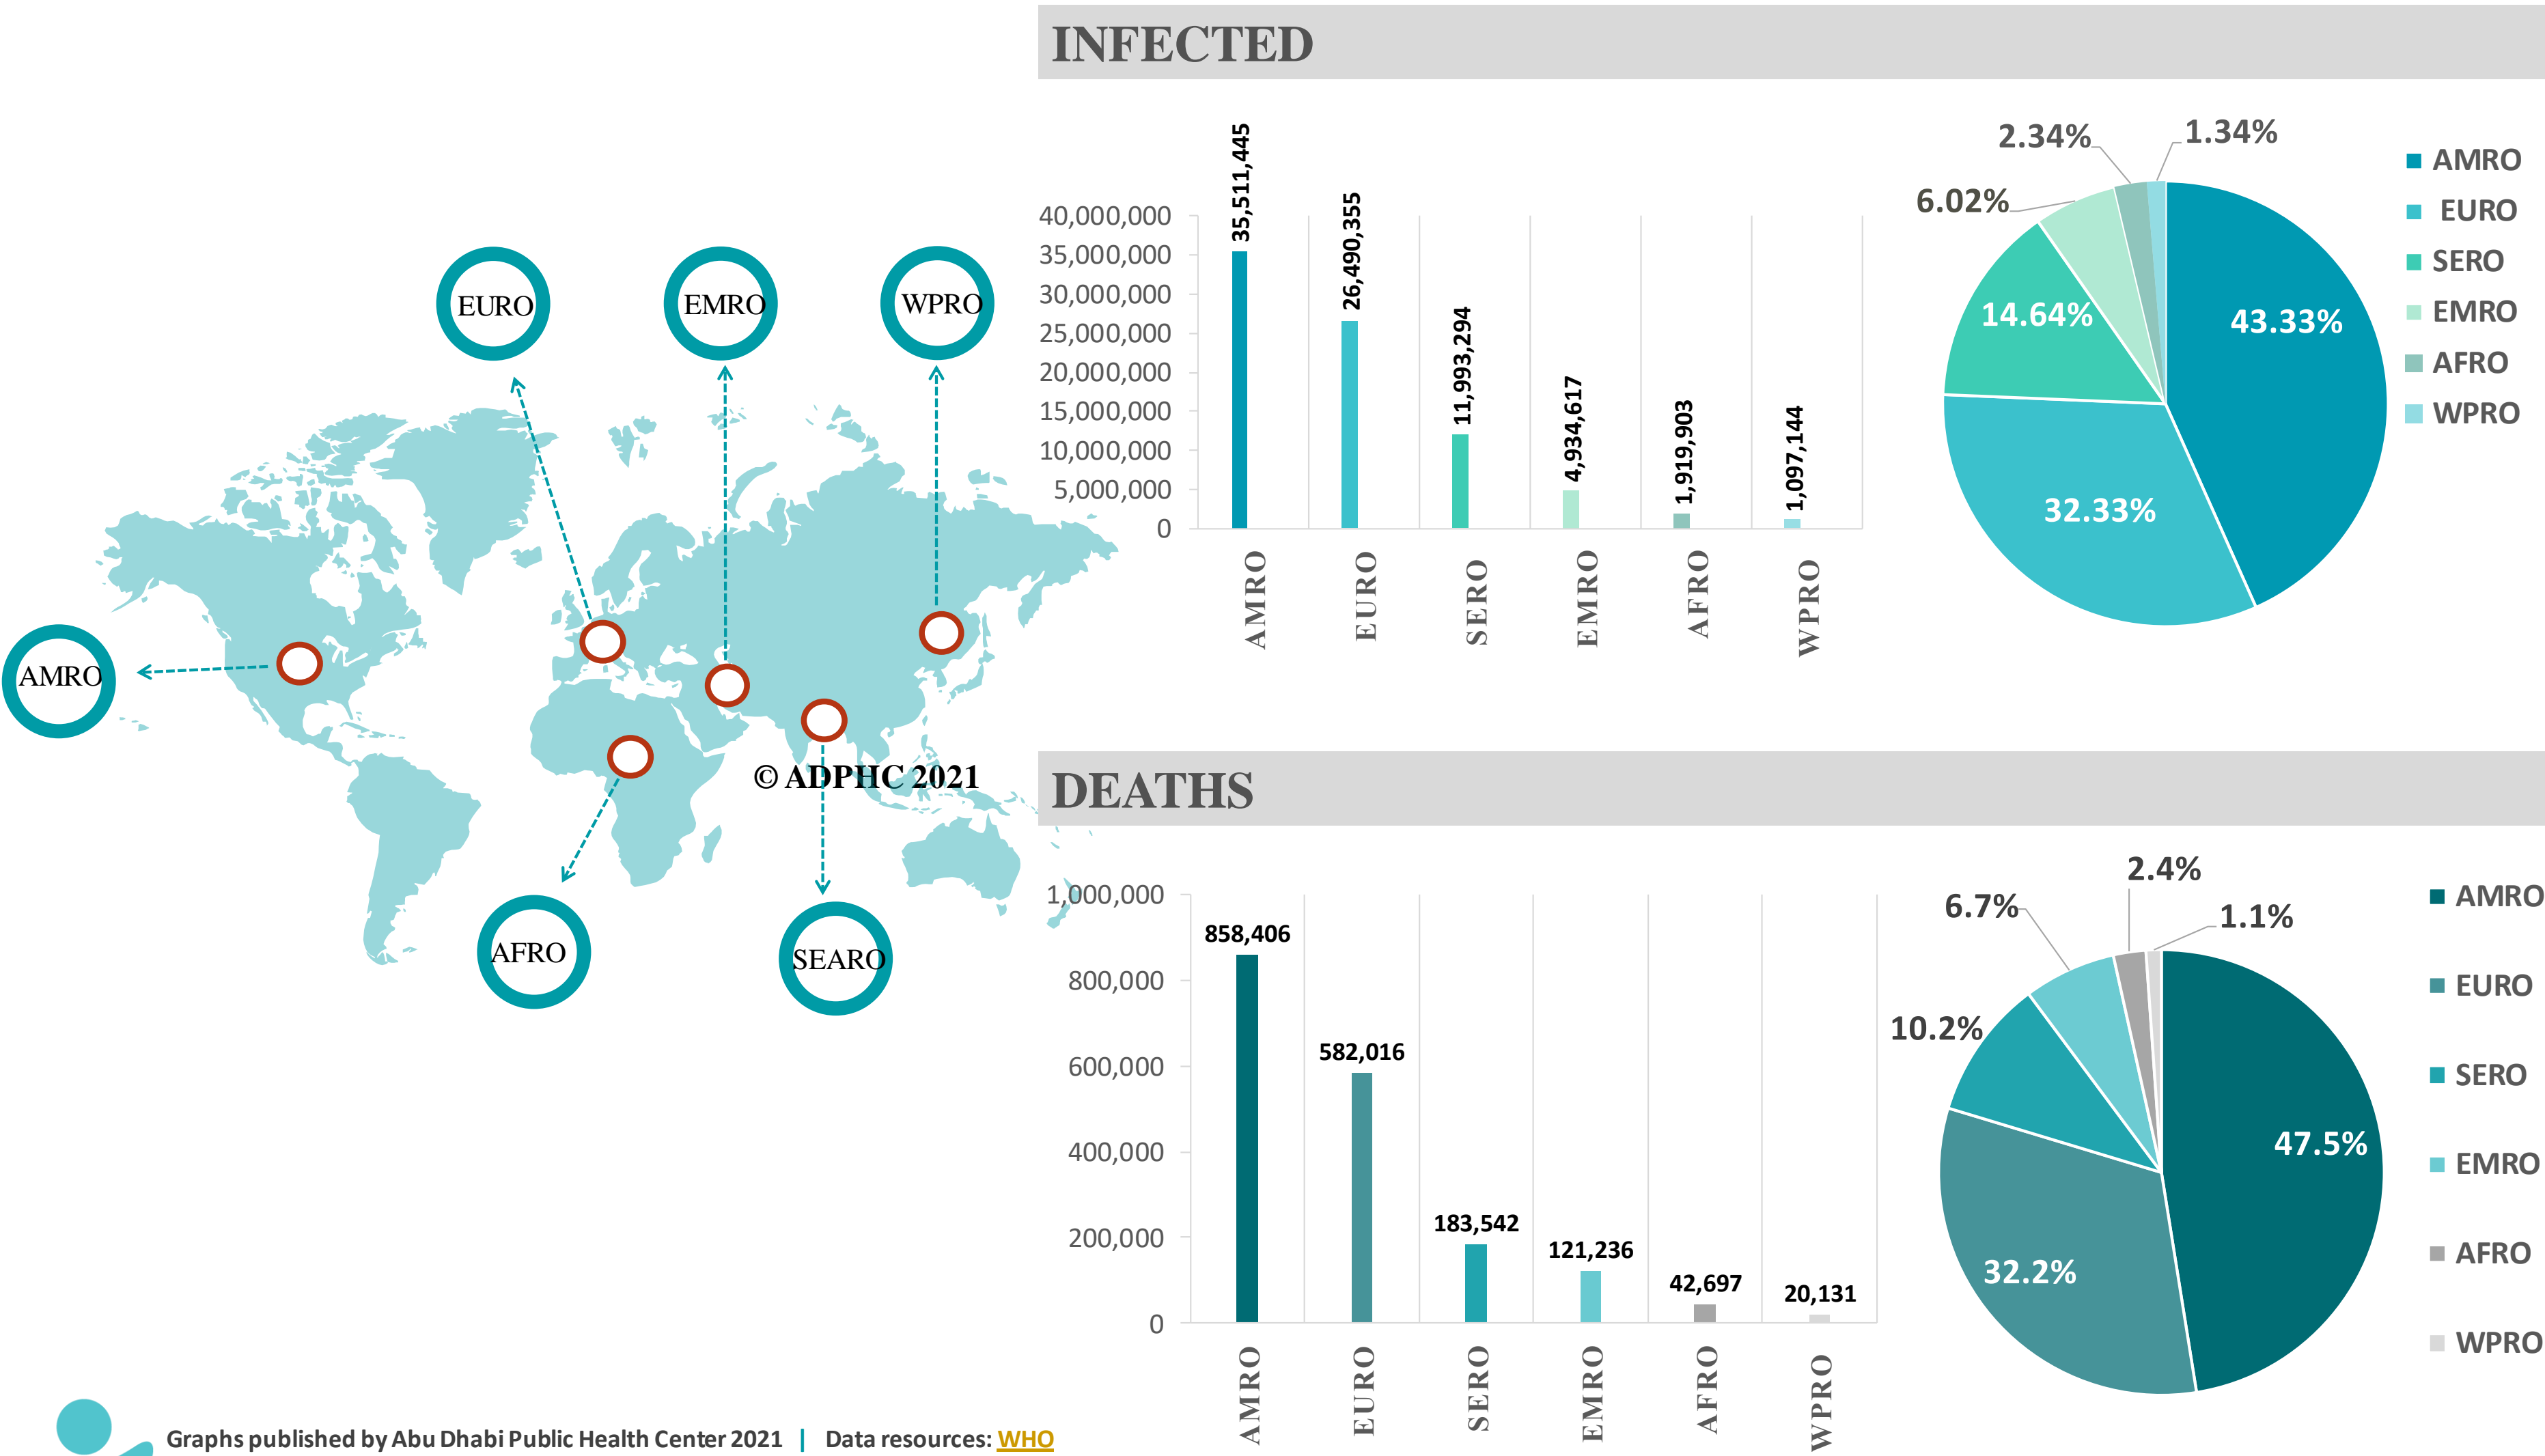 INFECTED
35,511,445
26,490,355
11,993,294
4,934,617
1,919,903
1,097,144
40,000,000
35,000,000
30,000,000
25,000,000
20,000,000
15,000,000
10,000,000
5,000,000
0
AMRO
EURO
SERO
EMRO
AFRO
WPRO
2.34%
1.34%
6.02%
14.64%
43.33%
32.33%
AMRO
EURO
SERO
EMRO
AFRO
WPRO
EURO
EMRO
WPRO
AMRO
© ADPHC 2021
AFRO
SEARO
DEATHS
1,000,000
800,000
600,000
400,000
200,000
0
858,406
582,016
183,542
121,236
42,697
20,131
AMRO
EURO
SERO
EMRO
AFRO
WPRO
2.4%
6.7%
1.1%
10.2%
47.5%
32.2%
AMRO
EURO
SERO
EMRO
AFRO
WPRO
Graphs published by Abu Dhabi Public Health Center 2021 | Data resources: WHO